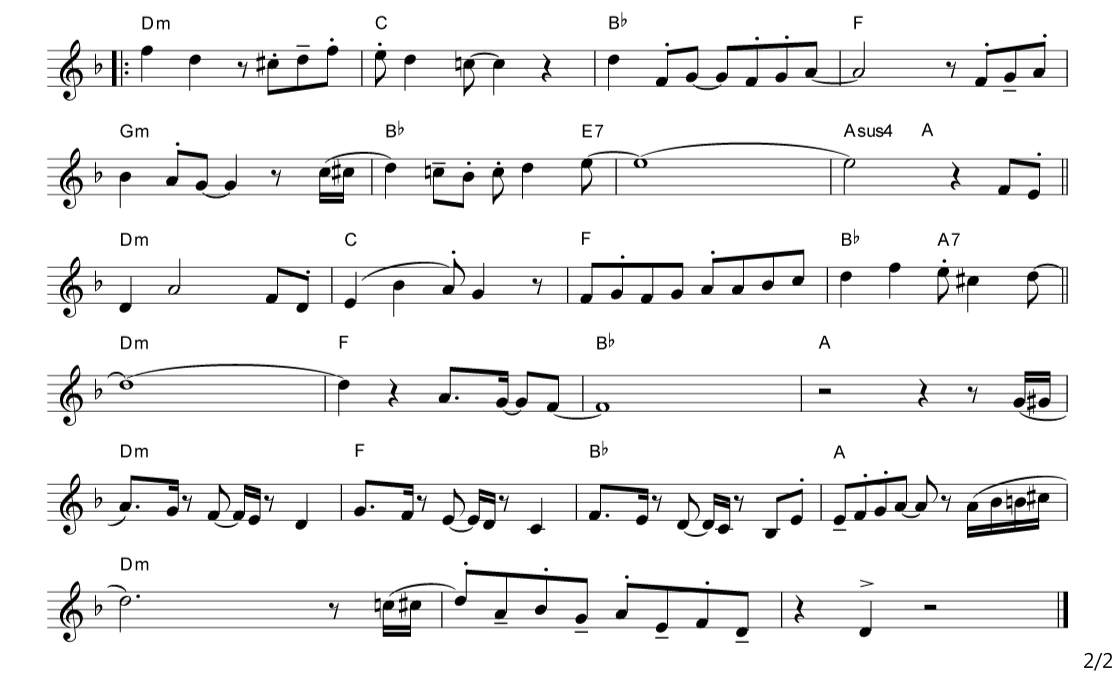 Dm C B♭ F
Gm B♭ E7 Asus4 A
Dm C F B♭ A7
Dm F B♭ A
Dm F B♭ A
Dm
2/2